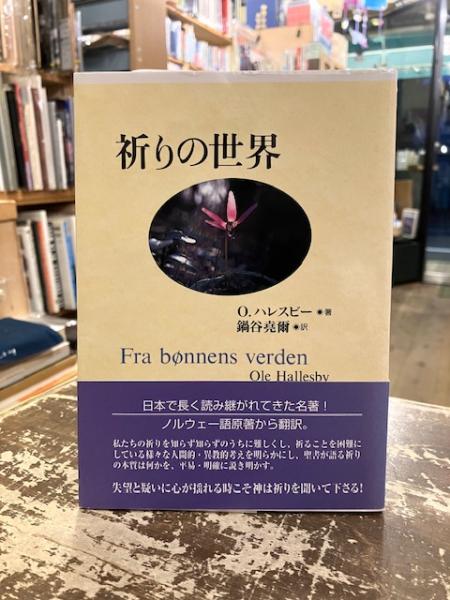 祈りの世界
O. ハレスビー●著
鍋谷堯爾●訳
Fra bønnens verden
Ole Hallesby
日本で長く読み継がれてきた名著!
ノルウェー語原著から翻訳。
私たちの祈りを知らず知らずのうちに難しくし、祈ることを困難に
している様々な人間的・異教的考えを明らかにし、聖書が語る祈り
の本質は何かを、平易・明確に説き明かす。
失望と疑いに心が揺れる時こそ神は祈りを聞いて下さる!